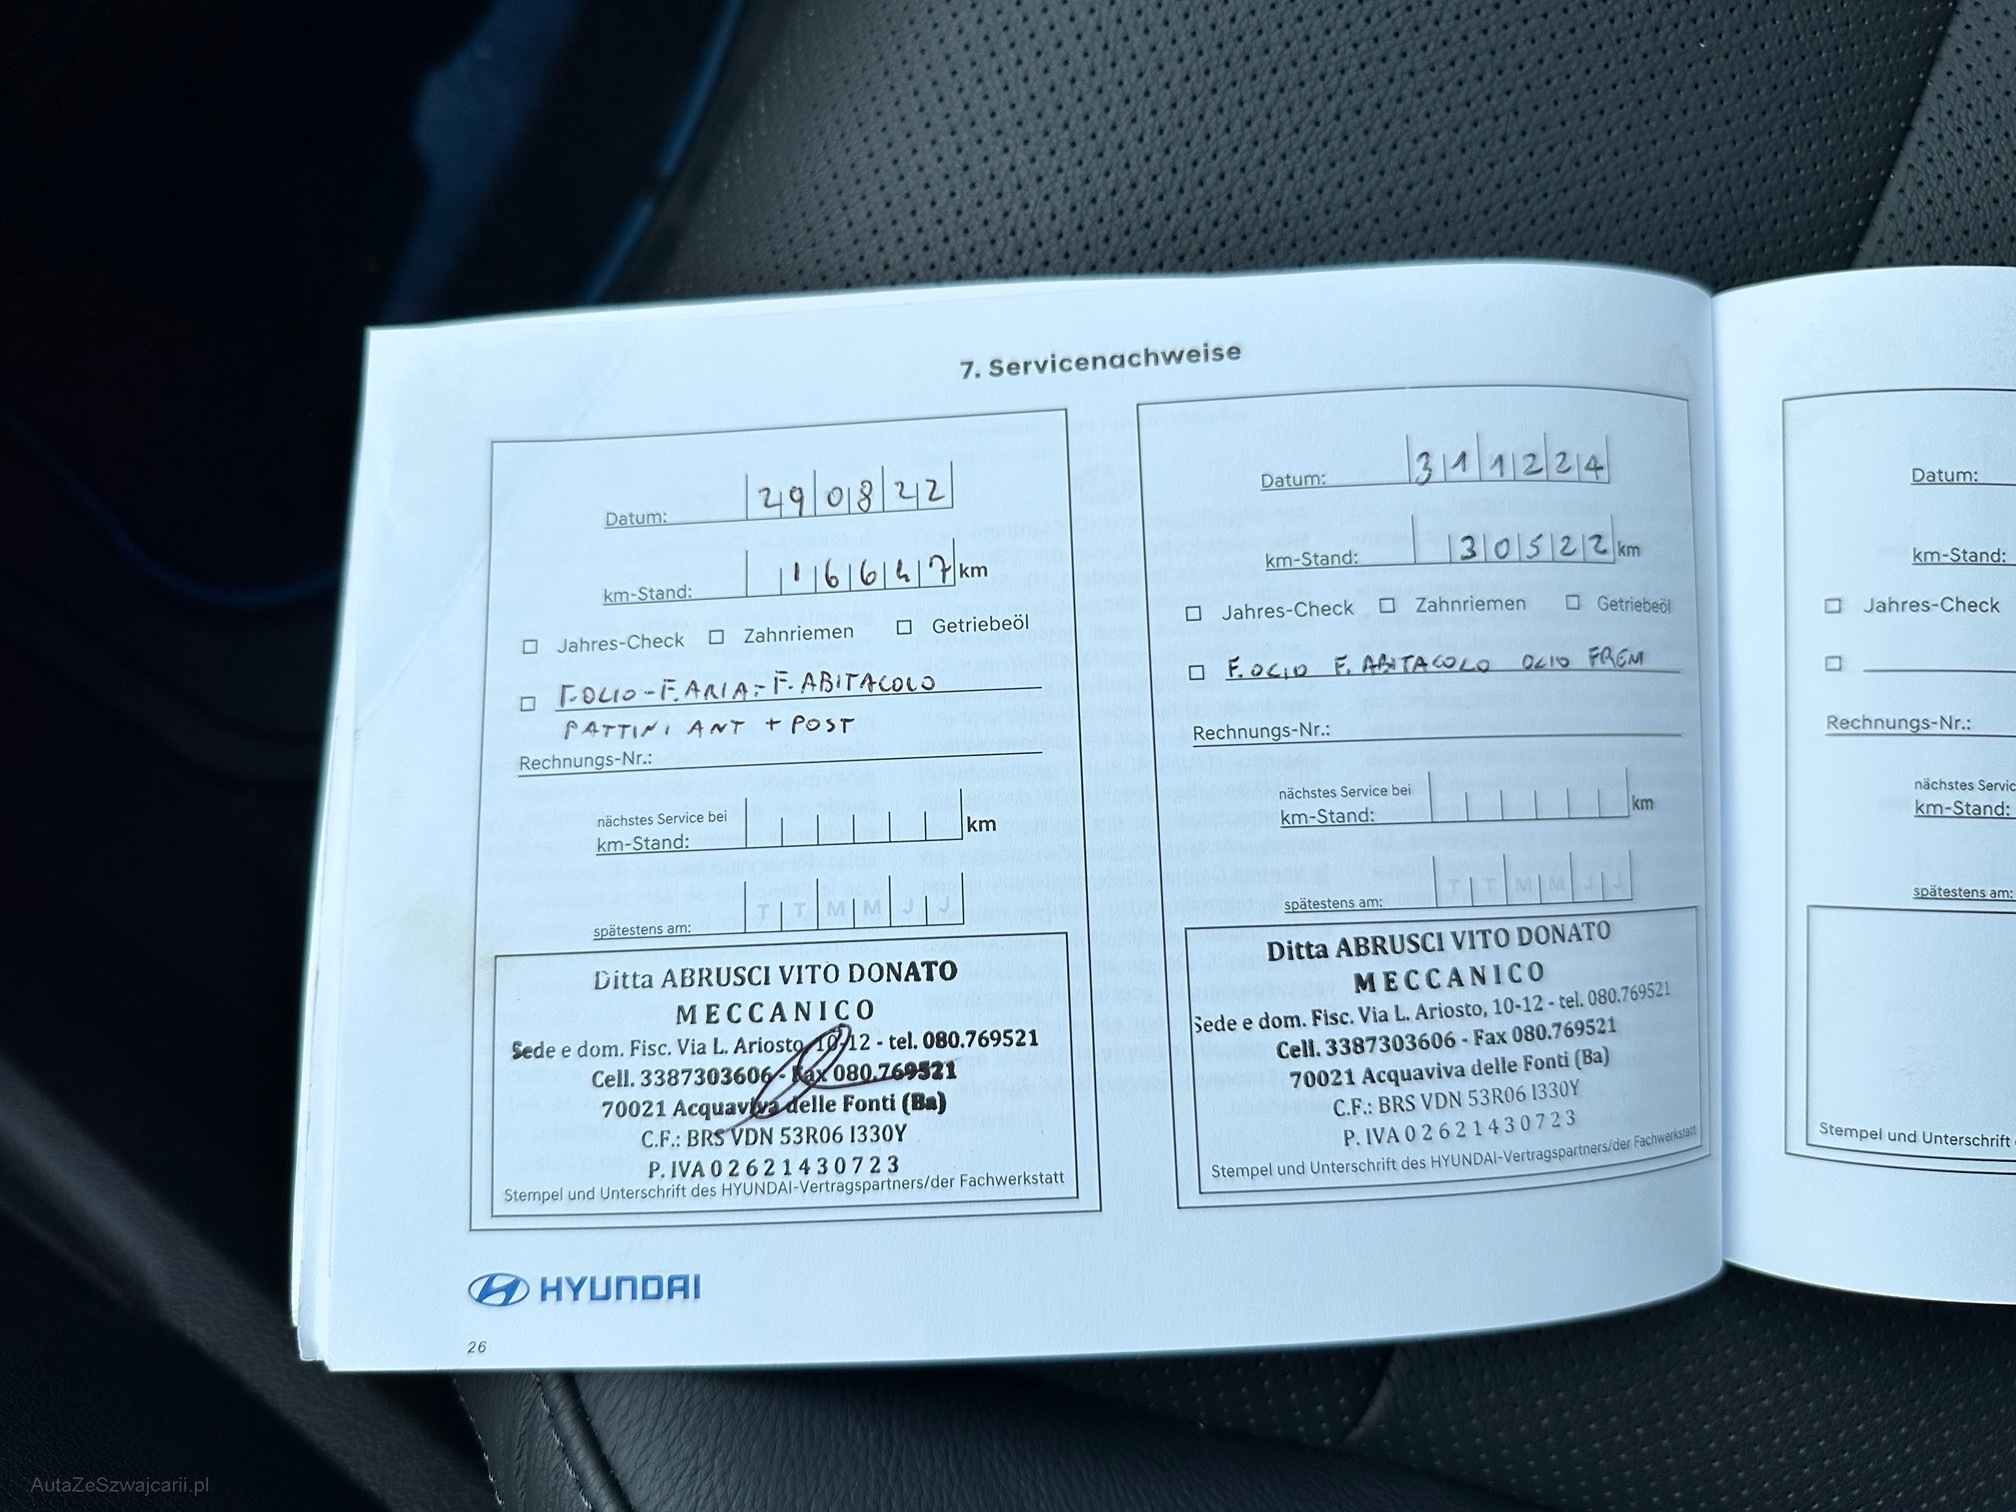 7. Servicenachweise
Datum: 290822
km-Stand: 16647 km
Jahres-Check Zahnriemen Getriebeöl
F.OLIO - F.ARIA - F. ABITACOLO
PATTINI ANT + POST
Rechnungs-Nr.:
nächstes Service bei
km-Stand: km
spätestens am: T T M M J J
Ditta ABRUSCI VITO DONATO
MECCANICO
Sede e dom. Fisc. Via L. Ariosto, 10-12 - tel. 080.769521
Cell. 3387303606 - Fax 080.769521
70021 Acquaviva delle Fonti (Ba)
C.F.: BRS VDN 53R06 I330Y
P. IVA 02621430723
Stempel und Unterschrift des HYUNDAI-Vertragspartners/der Fachwerkstatt
Datum: 311224
km-Stand: 30522 km
Jahres-Check Zahnriemen Getriebeöl
F.OLIO F. ABITACOLO OLIO FRENI
Rechnungs-Nr.:
nächstes Service bei
km-Stand: km
spätestens am: T T M M J J
Ditta ABRUSCI VITO DONATO
MECCANICO
Sede e dom. Fisc. Via L. Ariosto, 10-12 - tel. 080.769521
Cell. 3387303606 - Fax 080.769521
70021 Acquaviva delle Fonti (Ba)
C.F.: BRS VDN 53R06 I330Y
P. IVA 02621430723
Stempel und Unterschrift des HYUNDAI-Vertragspartners/der Fachwerkstatt
HYUNDAI
26
Datum:
km-Stand:
Jahres-Check
Rechnungs-Nr.:
nächstes Servic
km-Stand:
spätestens am:
Stempel und Unterschrift
AutaZeSzwajcarii.pl